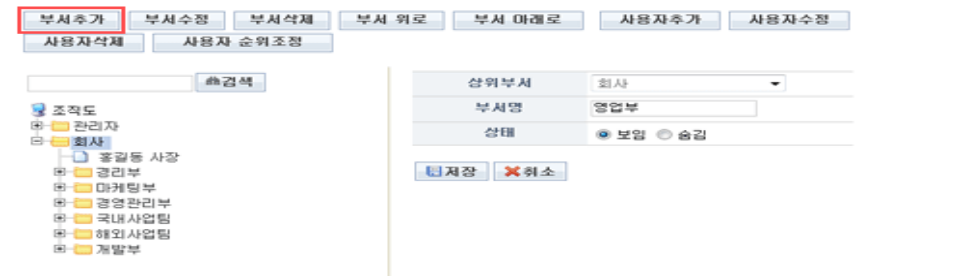 부서추가 부서수정 부서삭제 부서 위로 부서 아래로 사용자추가 사용자수정
사용자삭제 사용자 순위조정
검색
조작도
관리자
회사
홍길동 사장
경리부
마케팅부
경영관리부
국내사업팀
해외사업팀
개발부
상위부서 회사
부서명 영업부
상태 보임 숨김
저장 취소